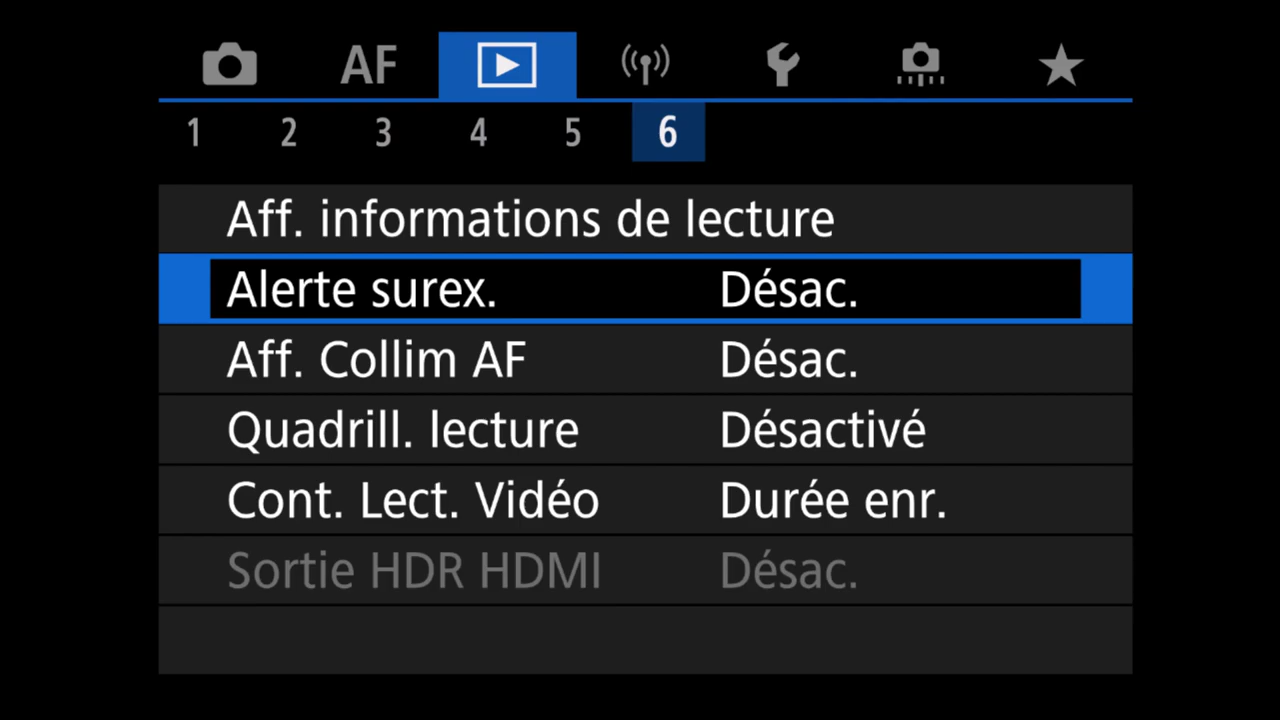 AF
1 2 3 4 5 6
Aff. informations de lecture
Alerte surex. Désac.
Aff. Collim AF Désac.
Quadrill. lecture Désactivé
Cont. Lect. Vidéo Durée enr.
Sortie HDR HDMI Désac.